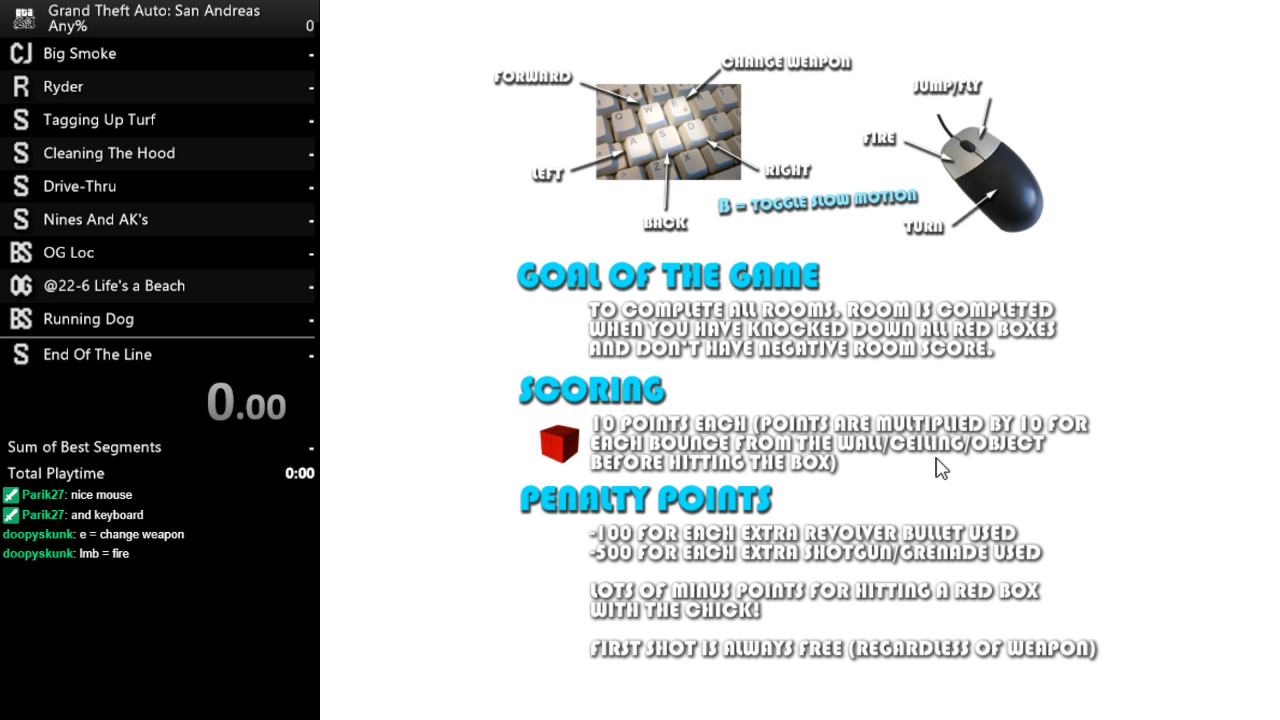 Grand Theft Auto: San Andreas
Any%
0
CJ Big Smoke -
R Ryder -
S Tagging Up Turf -
S Cleaning The Hood -
S Drive-Thru -
S Nines And AK's -
BS OG Loc -
OG @22-6 Life's a Beach -
BS Running Dog -
S End Of The Line -
0.00
Sum of Best Segments -
Total Playtime 0:00
Parik27: nice mouse
Parik27: and keyboard
doopyskunk: e = change weapon
doopyskunk: lmb = fire
FORWARD
CHANGE WEAPON
Q W E
A S D
Z X
LEFT
RIGHT
BACK
B = TOGGLE SLOW MOTION
JUMP/FLY
FIRE
TURN
GOAL OF THE GAME
TO COMPLETE ALL ROOMS. ROOM IS COMPLETED
WHEN YOU HAVE KNOCKED DOWN ALL RED BOXES
AND DON'T HAVE NEGATIVE ROOM SCORE.
SCORING
10 POINTS EACH (POINTS ARE MULTIPLIED BY 10 FOR
EACH BOUNCE FROM THE WALL/CEILING/OBJECT
BEFORE HITTING THE BOX)
PENALTY POINTS
-100 FOR EACH EXTRA REVOLVER BULLET USED
-500 FOR EACH EXTRA SHOTGUN/GRENADE USED
LOTS OF MINUS POINTS FOR HITTING A RED BOX
WITH THE CHICK!
FIRST SHOT IS ALWAYS FREE (REGARDLESS OF WEAPON)